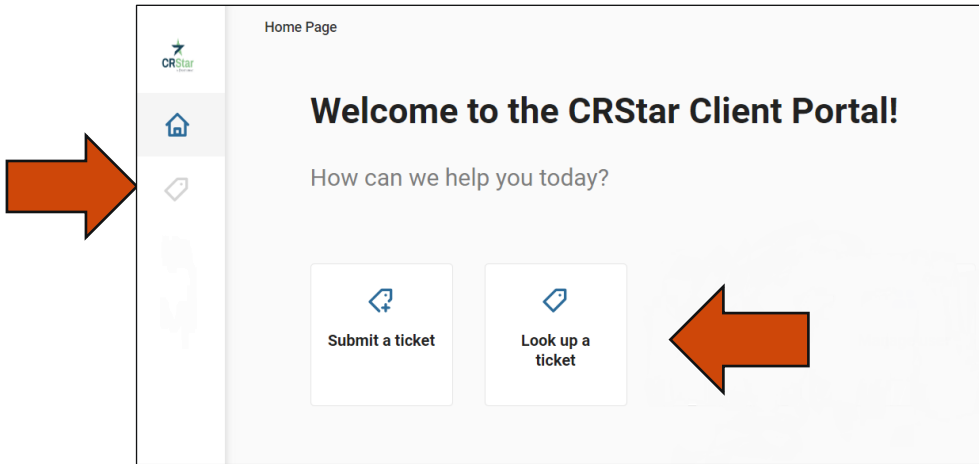 Home Page
CRStar
Welcome to the CRStar Client Portal!
How can we help you today?
Submit a ticket
Look up a
ticket